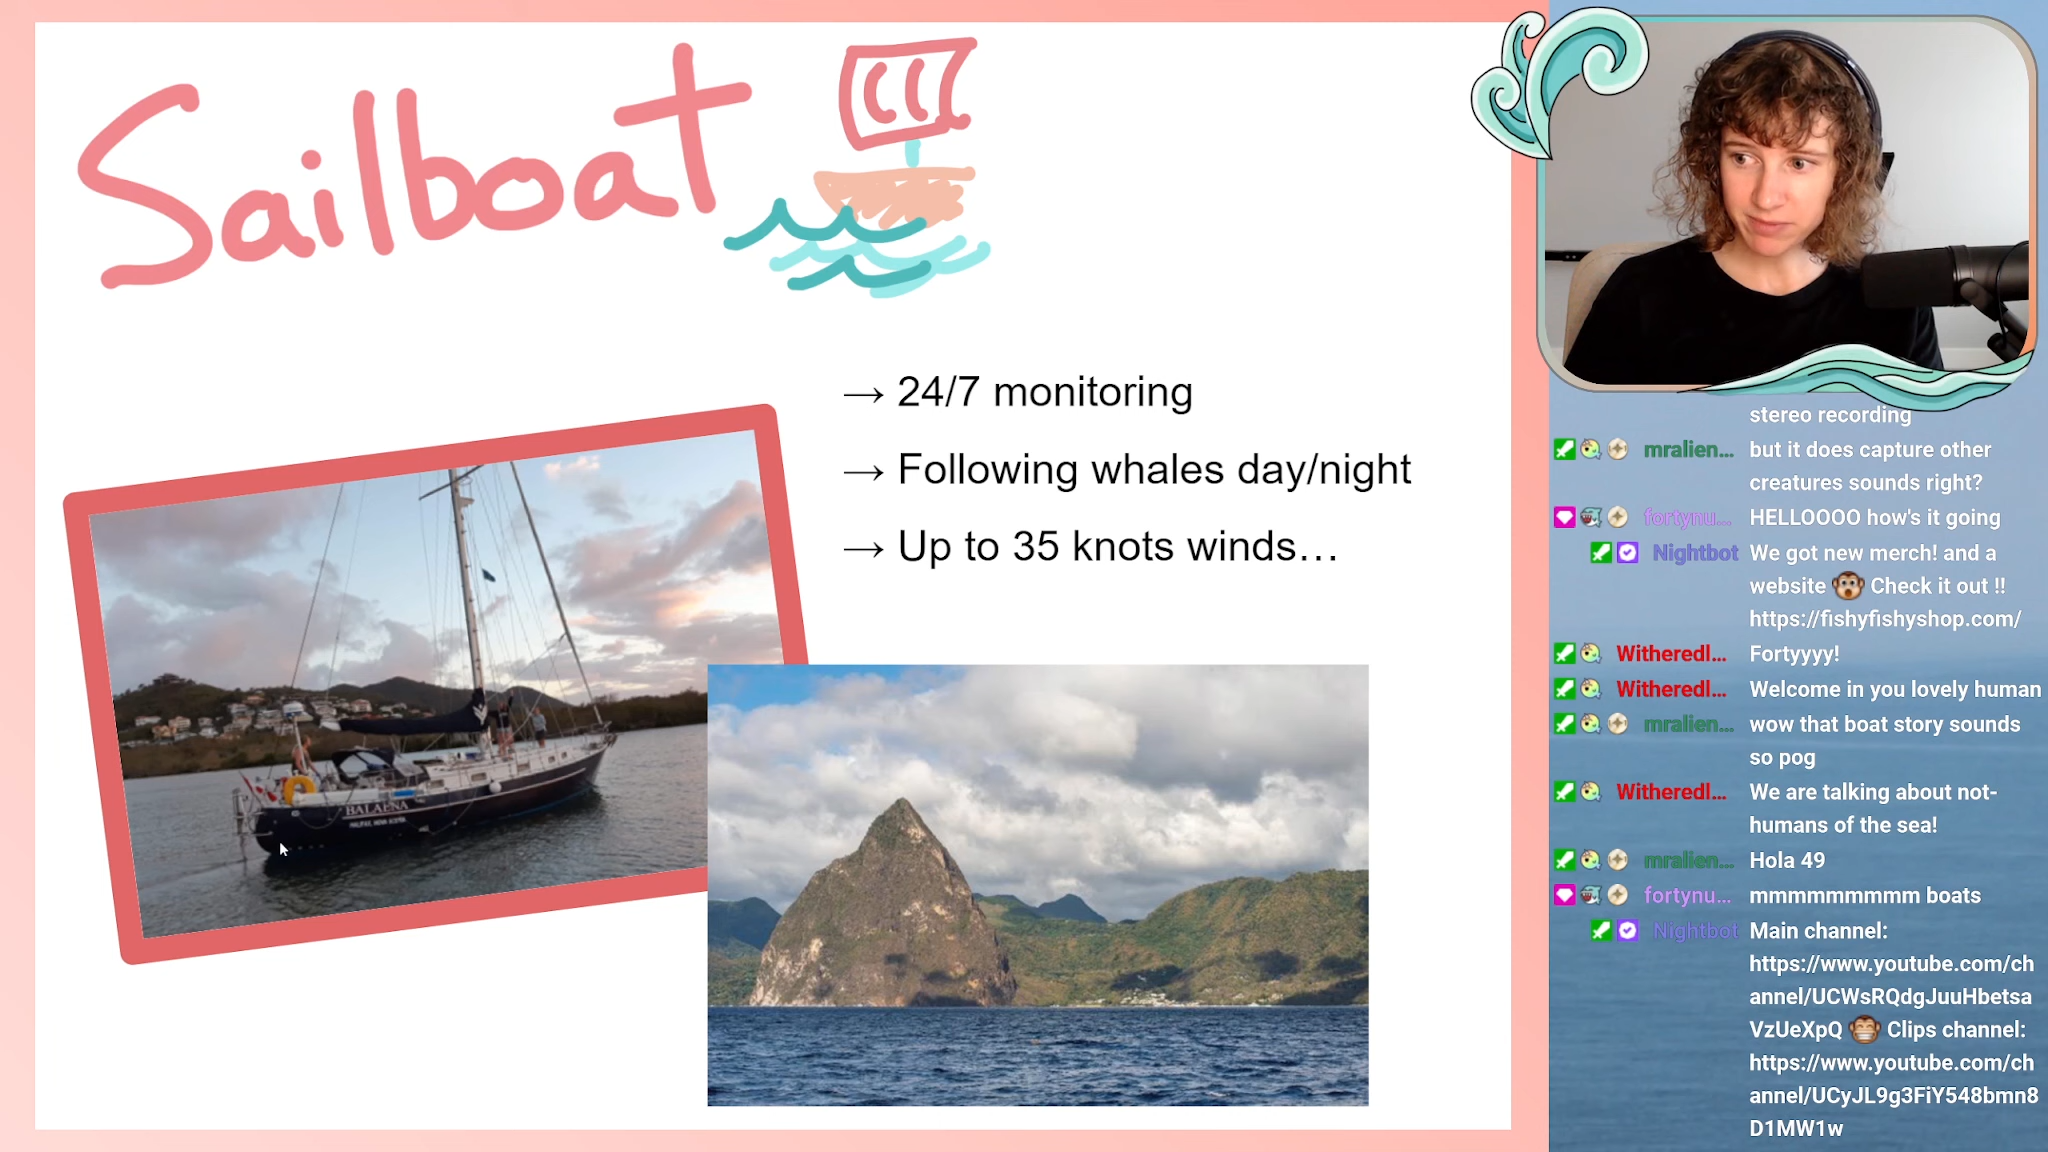 Sailboat
→ 24/7 monitoring
→ Following whales day/night
→ Up to 35 knots winds...
BALAENA
HALIFAX, NOVA SCOTIA
stereo recording
mralien... but it does capture other
creatures sounds right?
fortynu... HELLOOOO how's it going
Nightbot We got new merch! and a
website Check it out !!
https://fishyfishyshop.com/
Witheredl... Fortyyyy!
Witheredl... Welcome in you lovely human
mralien... wow that boat story sounds
so pog
Witheredl... We are talking about not-
humans of the sea!
mralien... Hola 49
fortynu... mmmmmmmmm boats
Nightbot Main channel:
https://www.youtube.com/ch
annel/UCWsRQdgJuuHbetsa
VzUeXpQ Clips channel:
https://www.youtube.com/ch
annel/UCyJL9g3FiY548bmn8
D1MW1w